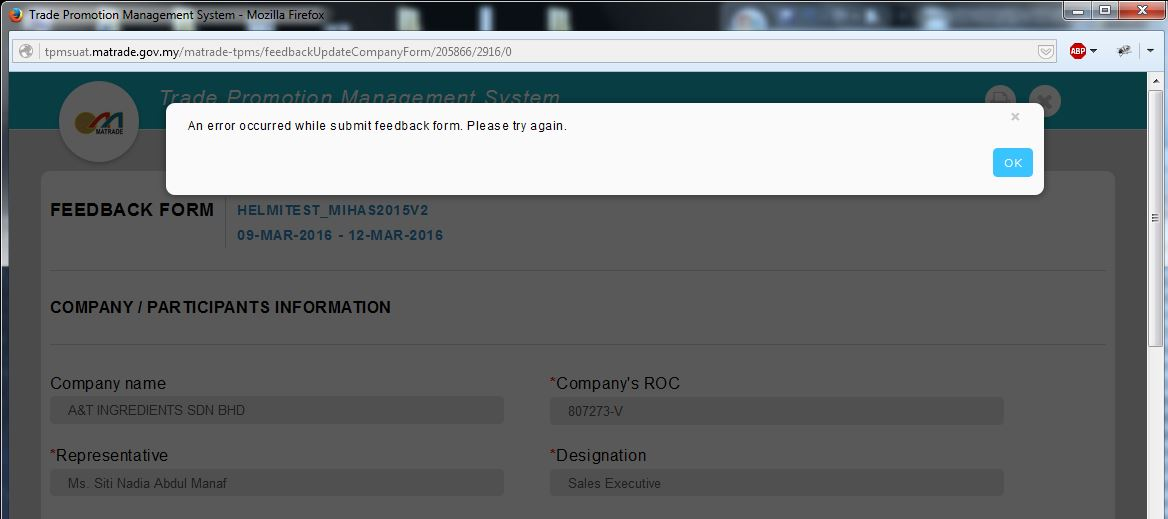 Trade Promotion Management System - Mozilla Firefox
tpmsuat.matrade.gov.my/matrade-tpms/feedbackUpdateCompanyForm/205866/2916/0
ABP
Trade Promotion Management System
MATRADE
An error occurred while submit feedback form. Please try again.
×
OK
FEEDBACK FORM
HELMITEST_MIHAS2015V2
09-MAR-2016 - 12-MAR-2016
COMPANY / PARTICIPANTS INFORMATION
Company name
*Company's ROC
A&T INGREDIENTS SDN BHD
807273-V
*Representative
*Designation
Ms. Siti Nadia Abdul Manaf
Sales Executive